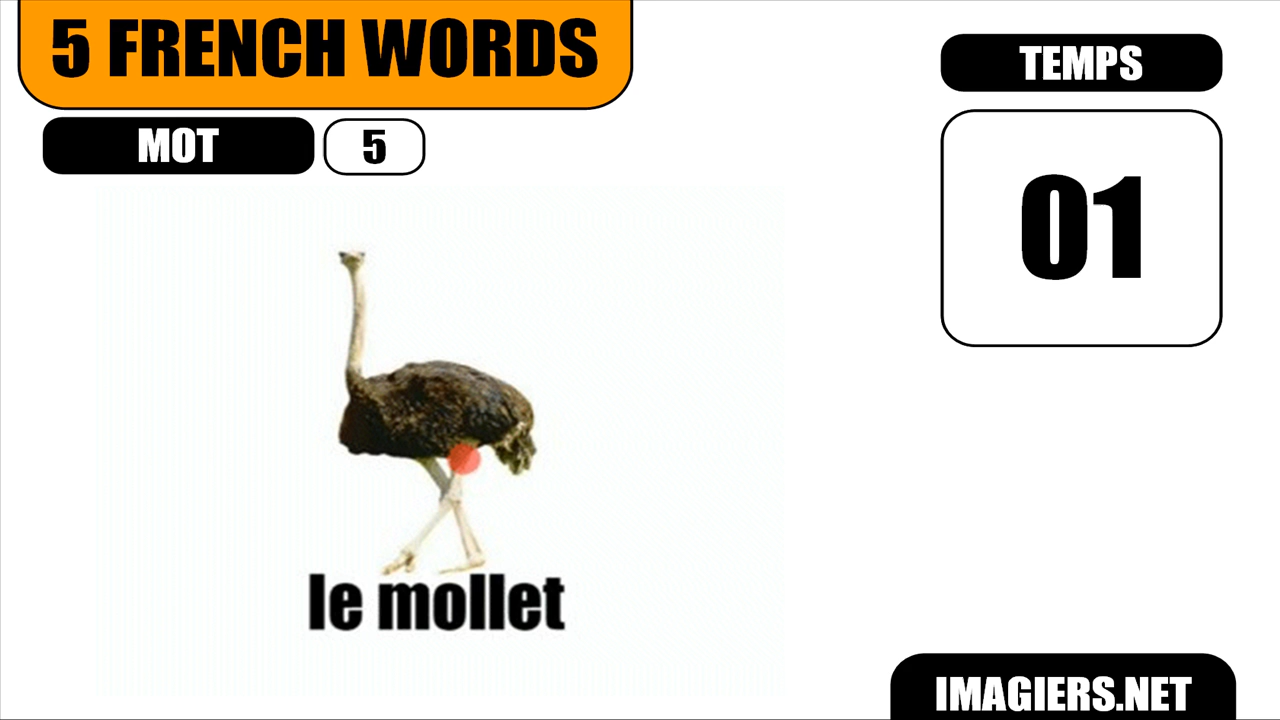 5 FRENCH WORDS
MOT
5
TEMPS
01
le mollet
IMAGIERS.NET